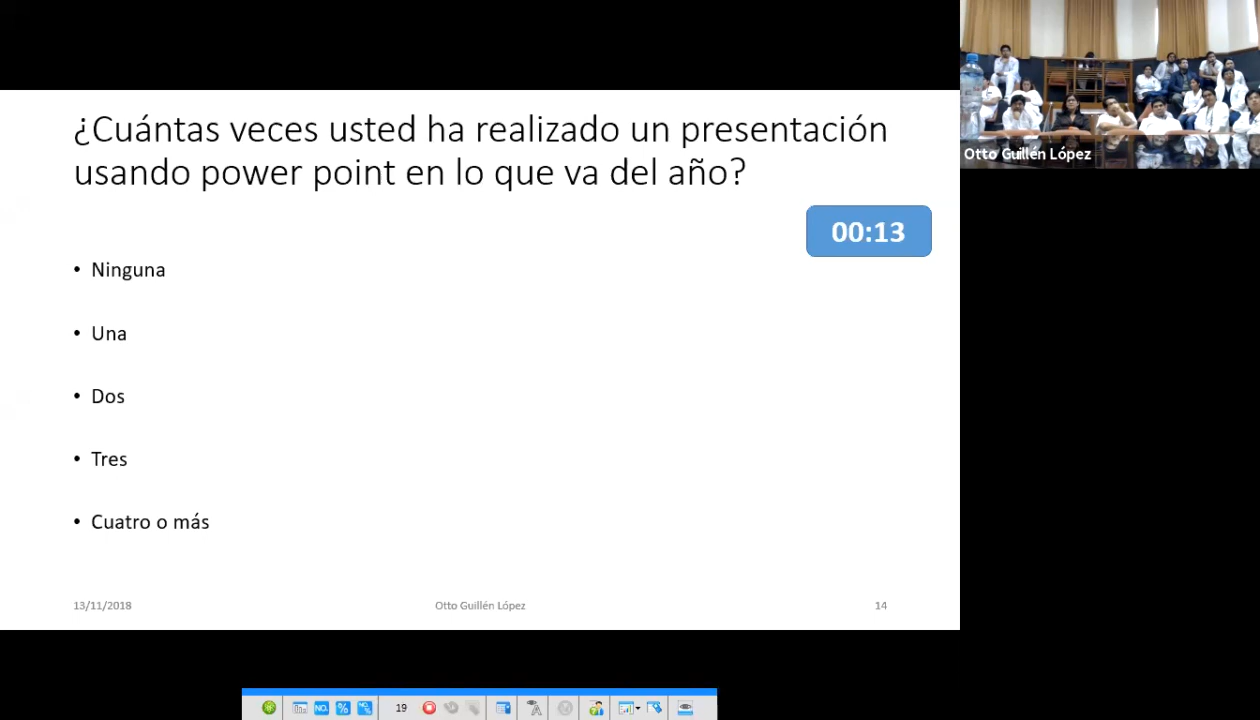 ¿Cuántas veces usted ha realizado un presentación
usando power point en lo que va del año?
00:13
• Ninguna
• Una
• Dos
• Tres
• Cuatro o más
13/11/2018
Otto Guillén López
14
Otto Guillén López
NO.
%
19